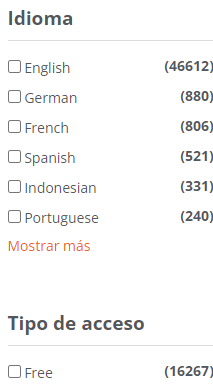 Idioma
English (46612)
German (880)
French (806)
Spanish (521)
Indonesian (331)
Portuguese (240)
Mostrar más
Tipo de acceso
Free (16267)